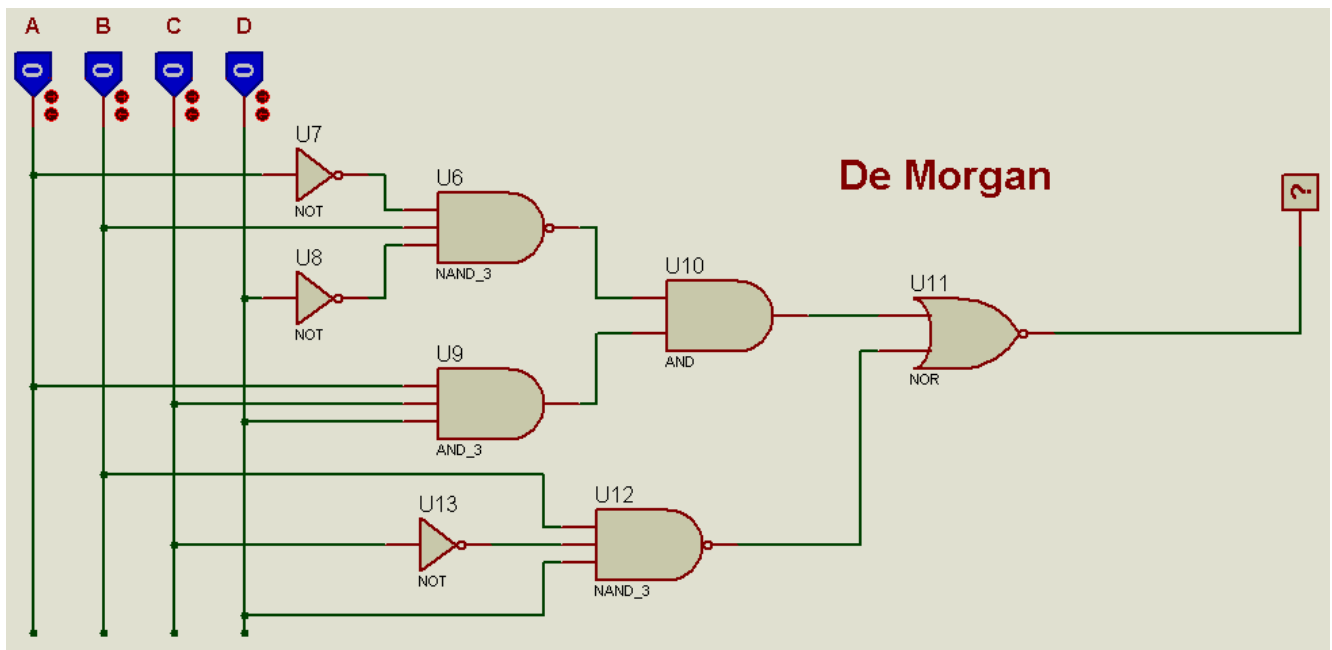 A B C D
0 0 0 0
U7
NOT
U6
NAND_3
De Morgan
?
U8
NOT
U10
AND
U11
NOR
U9
AND_3
U13
NOT
U12
NAND_3